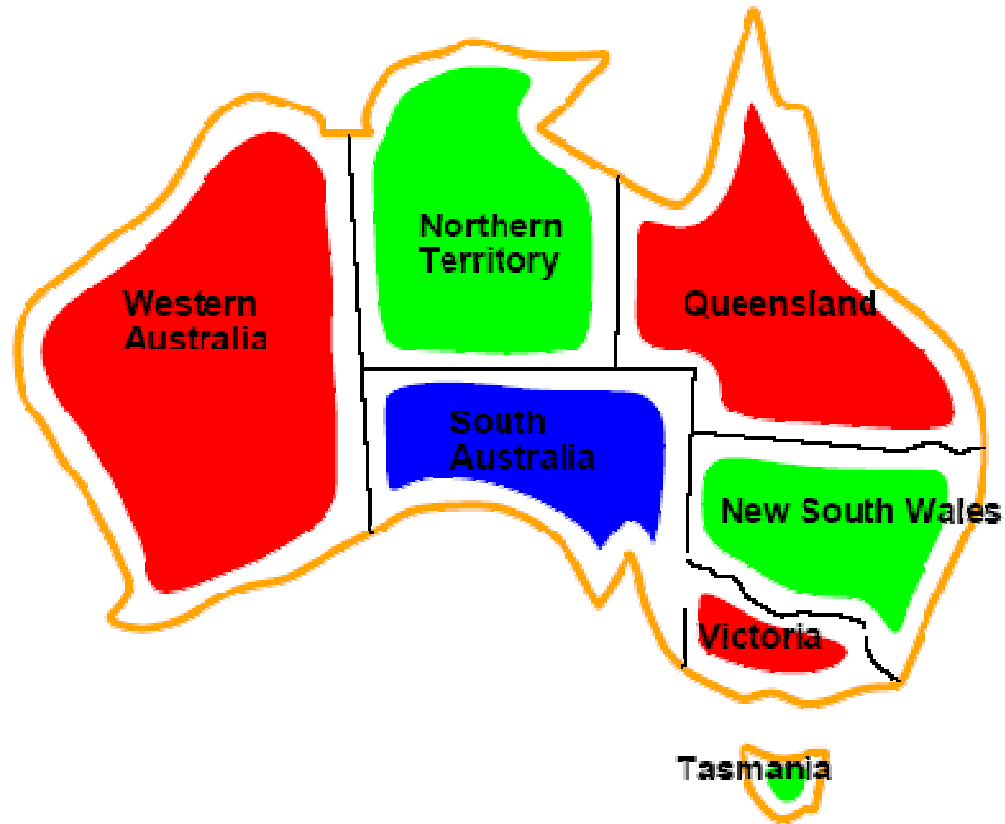 Northern
Territory
Western
Australia
Queensland
South
Australia
New South Wales
Victoria
Tasmania